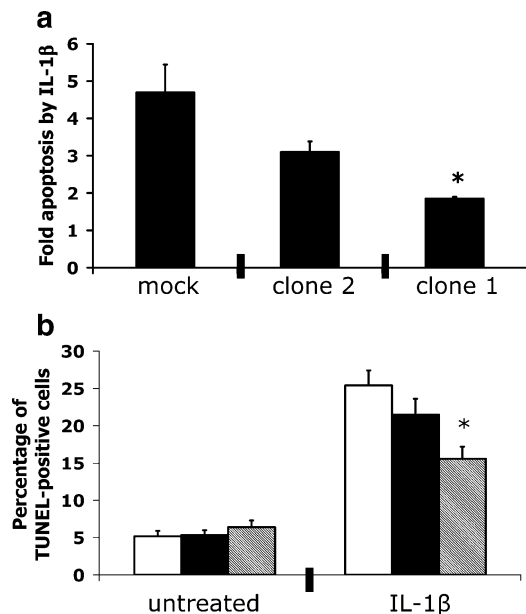 a
Fold apoptosis by IL-1β
6
5
4
3
2
1
0
*
mock clone 2 clone 1
b
Percentage of
TUNEL-positive cells
30
25
20
15
10
5
0
*
untreated IL-1β